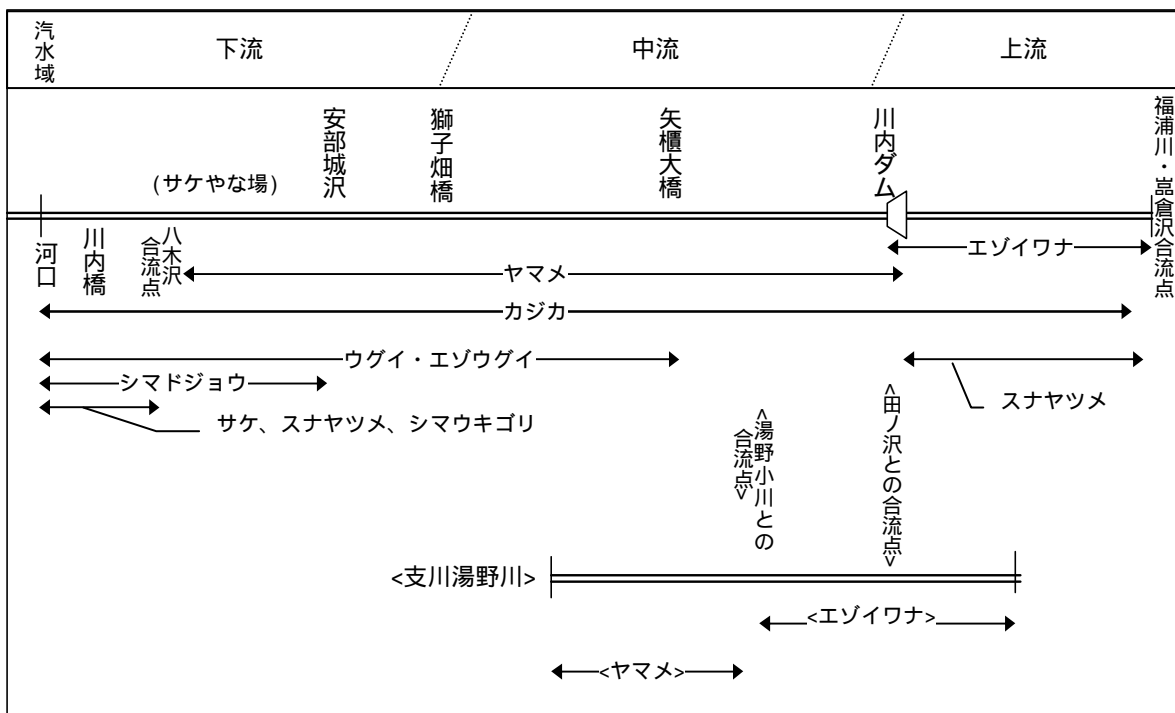 汽水域
下流
中流
上流
安部城沢
獅子畑橋
矢櫃大橋
川内ダム
福浦川・嵓倉沢合流点
(サケやな場)
河口
川内橋
八木沢
合流点
エゾイワナ
ヤマメ
カジカ
ウグイ・エゾウグイ
シマドジョウ
サケ、スナヤツメ、シマウキゴリ
スナヤツメ
<湯野小川との
合流点>
<田ノ沢との合流点>
<支川湯野川>
<エゾイワナ>
<ヤマメ>